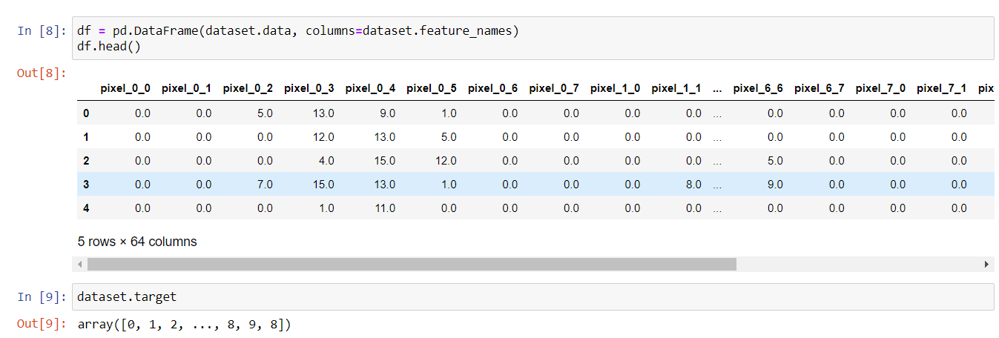 In [8]: df = pd.DataFrame(dataset.data, columns=dataset.feature_names)
df.head()
Out[8]:
pixel_0_0 pixel_0_1 pixel_0_2 pixel_0_3 pixel_0_4 pixel_0_5 pixel_0_6 pixel_0_7 pixel_1_0 pixel_1_1 ... pixel_6_6 pixel_6_7 pixel_7_0 pixel_7_1 pix
0 0.0 0.0 5.0 13.0 9.0 1.0 0.0 0.0 0.0 0.0 ... 0.0 0.0 0.0 0.0
1 0.0 0.0 0.0 12.0 13.0 5.0 0.0 0.0 0.0 0.0 ... 0.0 0.0 0.0 0.0
2 0.0 0.0 0.0 4.0 15.0 12.0 0.0 0.0 0.0 0.0 ... 5.0 0.0 0.0 0.0
3 0.0 0.0 7.0 15.0 13.0 1.0 0.0 0.0 0.0 8.0 ... 9.0 0.0 0.0 0.0
4 0.0 0.0 0.0 1.0 11.0 0.0 0.0 0.0 0.0 0.0 ... 0.0 0.0 0.0 0.0
5 rows × 64 columns
In [9]: dataset.target
Out[9]: array([0, 1, 2, ..., 8, 9, 8])